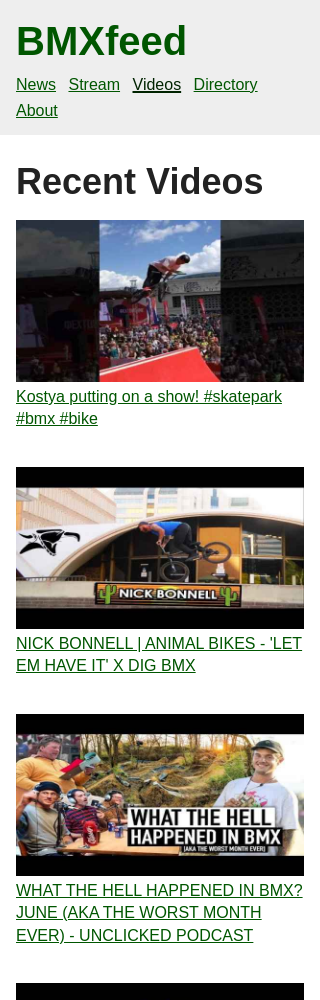 BMXfeed
News Stream Videos Directory
About
Recent Videos
Kostya putting on a show! #skatepark
#bmx #bike
NICK BONNELL
NICK BONNELL | ANIMAL BIKES - 'LET
EM HAVE IT' X DIG BMX
WHAT THE HELL
HAPPENED IN BMX?
(AKA THE WORST MONTH EVER)
WHAT THE HELL HAPPENED IN BMX?
JUNE (AKA THE WORST MONTH
EVER) - UNCLICKED PODCAST